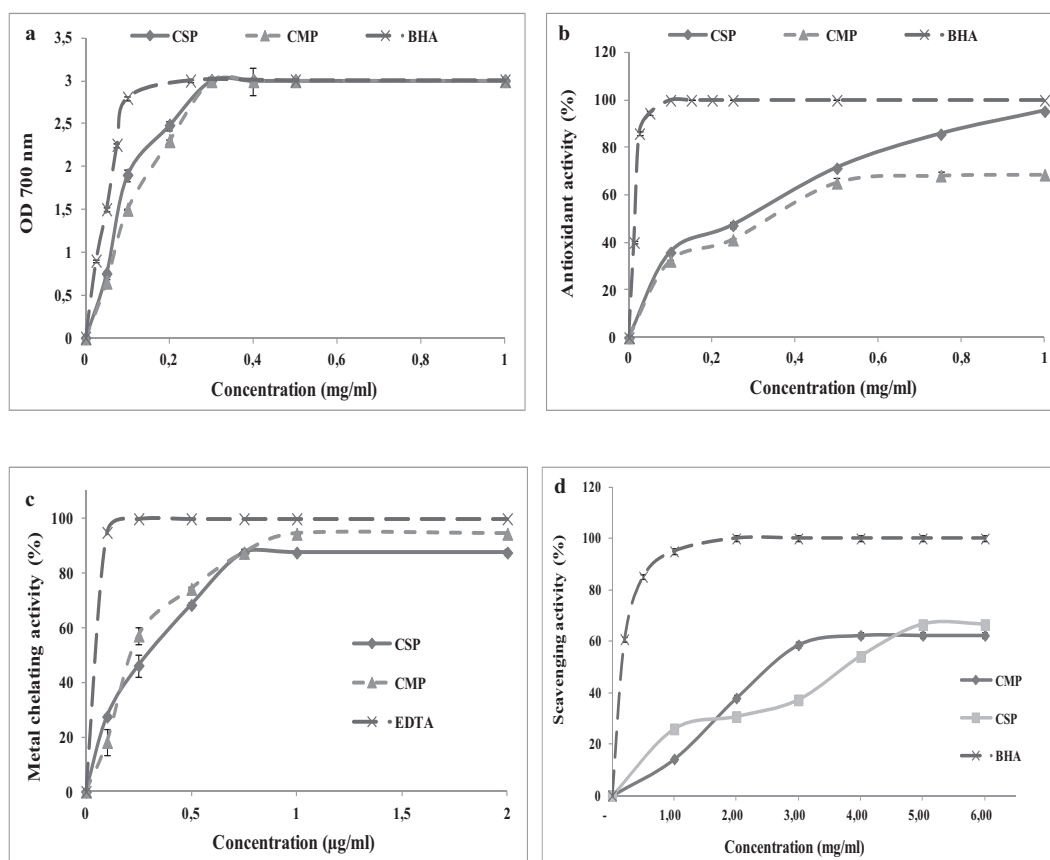 a
CSP CMP BHA
3,5
3
2,5
2
1,5
1
0,5
0
OD 700 nm
0 0,2 0,4 0,6 0,8 1
Concentration (mg/ml)
b
CSP CMP BHA
120
100
80
60
40
20
0
Antioxidant activity (%)
0 0,2 0,4 0,6 0,8 1
Concentration (mg/ml)
c
100
80
60
40
20
0
Metal chelating activity (%)
CSP
CMP
EDTA
0 0,5 1 1,5 2
Concentration (µg/ml)
d
120
100
80
60
40
20
0
Scavenging activity (%)
CMP
CSP
BHA
- 1,00 2,00 3,00 4,00 5,00 6,00
Concentration (mg/ml)